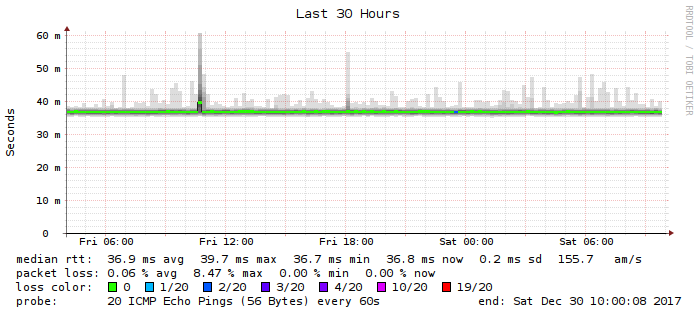 Last 30 Hours
RRDTOOL / TOBI OETIKER
Seconds
60 m
50 m
40 m
30 m
20 m
10 m
0
Fri 06:00 Fri 12:00 Fri 18:00 Sat 00:00 Sat 06:00
median rtt: 36.9 ms avg 39.7 ms max 36.7 ms min 36.8 ms now 0.2 ms sd 155.7 am/s
packet loss: 0.06 % avg 8.47 % max 0.00 % min 0.00 % now
loss color: 0 1/20 2/20 3/20 4/20 10/20 19/20
probe: 20 ICMP Echo Pings (56 Bytes) every 60s end: Sat Dec 30 10:00:08 2017